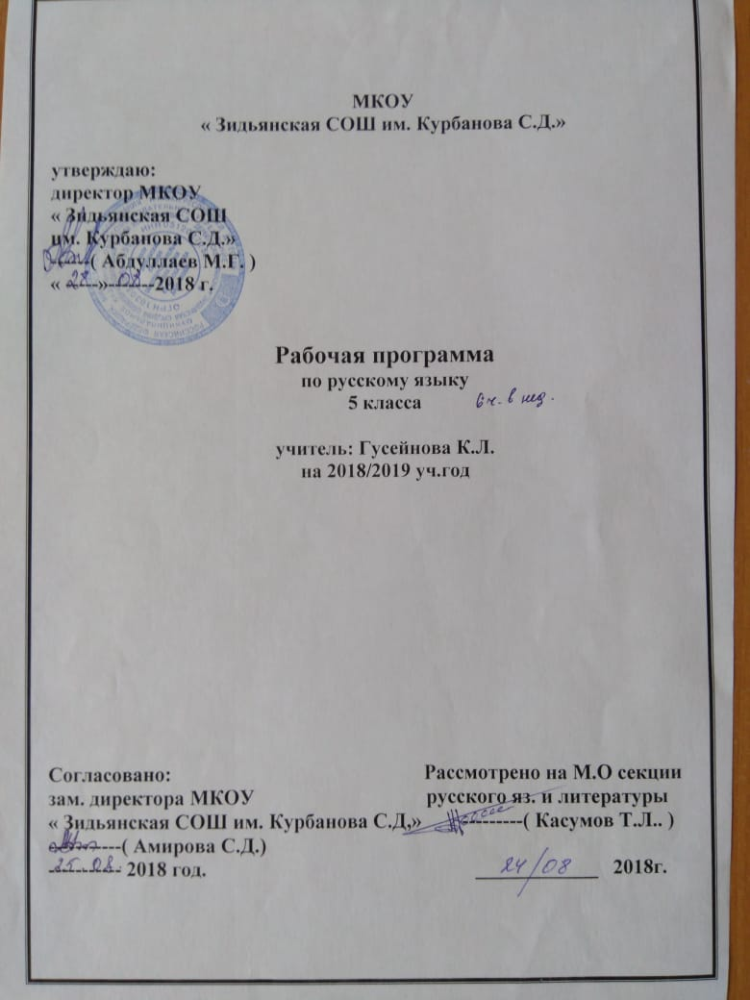 МКОУ
« Зидьянская СОШ им. Курбанова С.Д.»
утверждаю:
директор МКОУ
« Зидьянская СОШ
им. Курбанова С.Д.»
-----( Абдуллаев М.Г. )
« 28 » 08 2018 г.
Рабочая программа
по русскому языку
5 класса 6 ч. в нед.
учитель: Гусейнова К.Л.
на 2018/2019 уч.год
Согласовано:
зам. директора МКОУ
« Зидьянская СОШ им. Курбанова С.Д,»
-----( Амирова С.Д.)
25.08. 2018 год.
Рассмотрено на М.О секции
русского яз. и литературы
-----( Касумов Т.Л.. )
24/08 2018г.